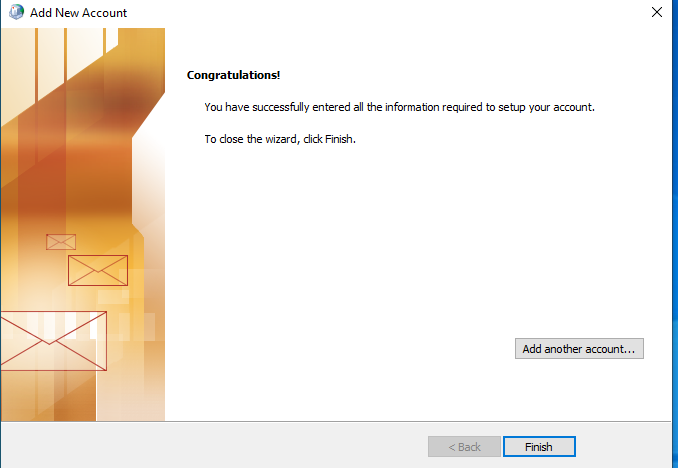 Add New Account
Congratulations!
You have successfully entered all the information required to setup your account.
To close the wizard, click Finish.
Add another account...
< Back
Finish